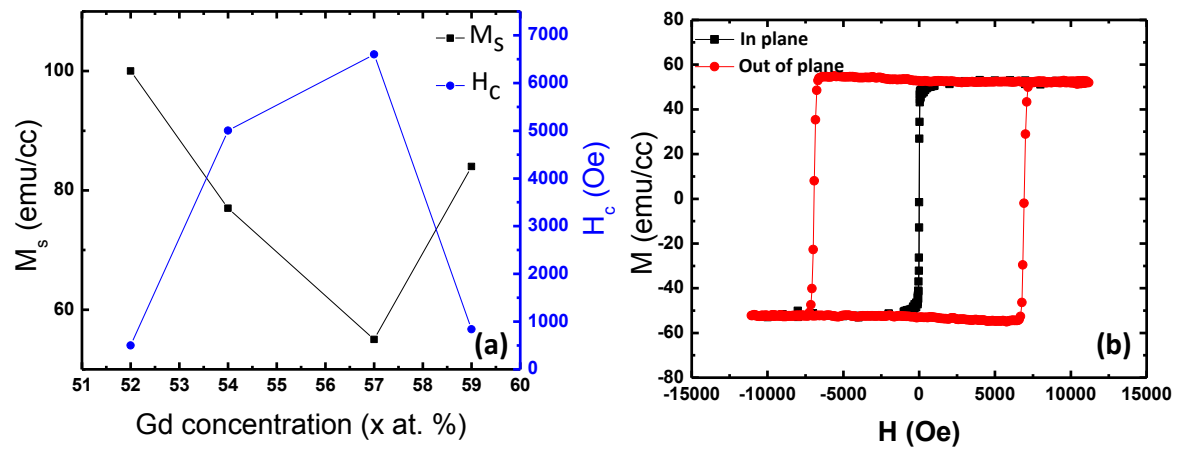 M_s (emu/cc)
100
80
60
M_S
H_C
7000
6000
5000
4000
3000
2000
1000
0
H_c (Oe)
(a)
51 52 53 54 55 56 57 58 59 60
Gd concentration (x at. %)
M (emu/cc)
80
60
40
20
0
-20
-40
-60
-80
In plane
Out of plane
(b)
-15000 -10000 -5000 0 5000 10000 15000
H (Oe)